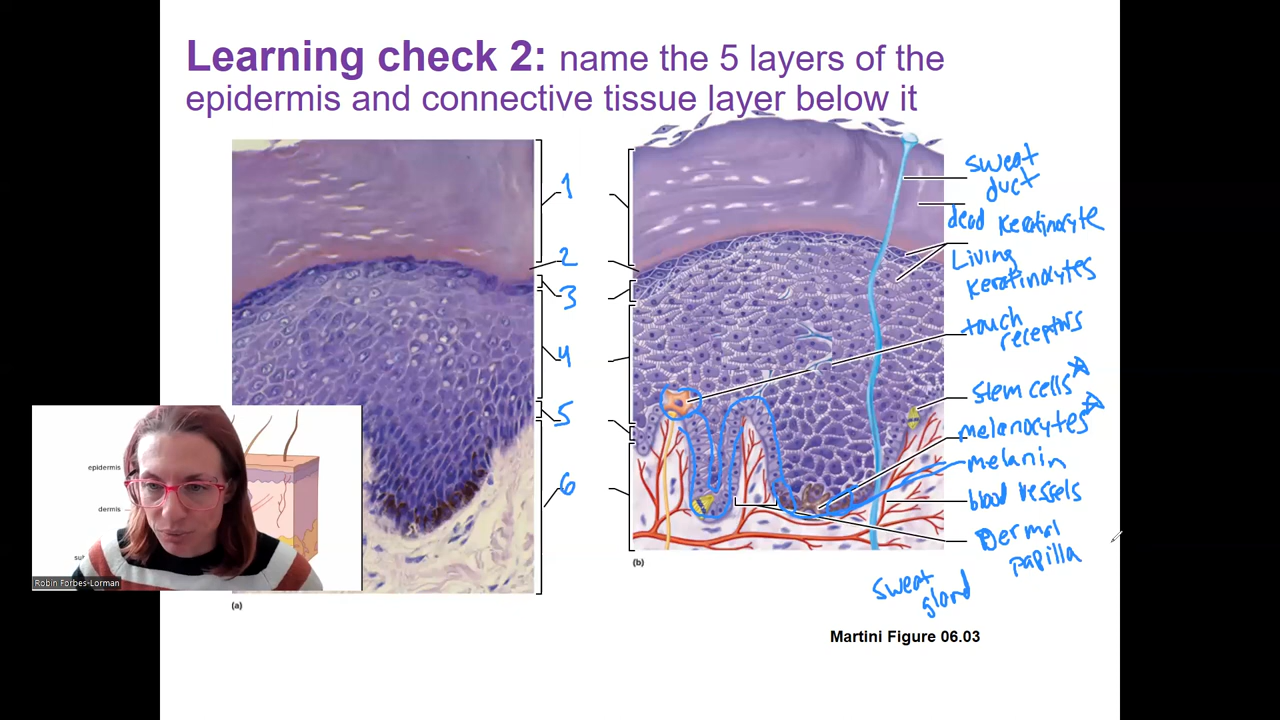 Learning check 2: name the 5 layers of the
epidermis and connective tissue layer below it
1
2
3
4
5
6
sweat
duct
dead keratinocyte
Living
keratinocytes
touch
receptors
stem cells
melanocytes
melanin
blood vessels
Dermal
papilla
sweat
gland
epidermis
dermis
Robin Forbes-Lorman
(a)
(b)
Martini Figure 06.03